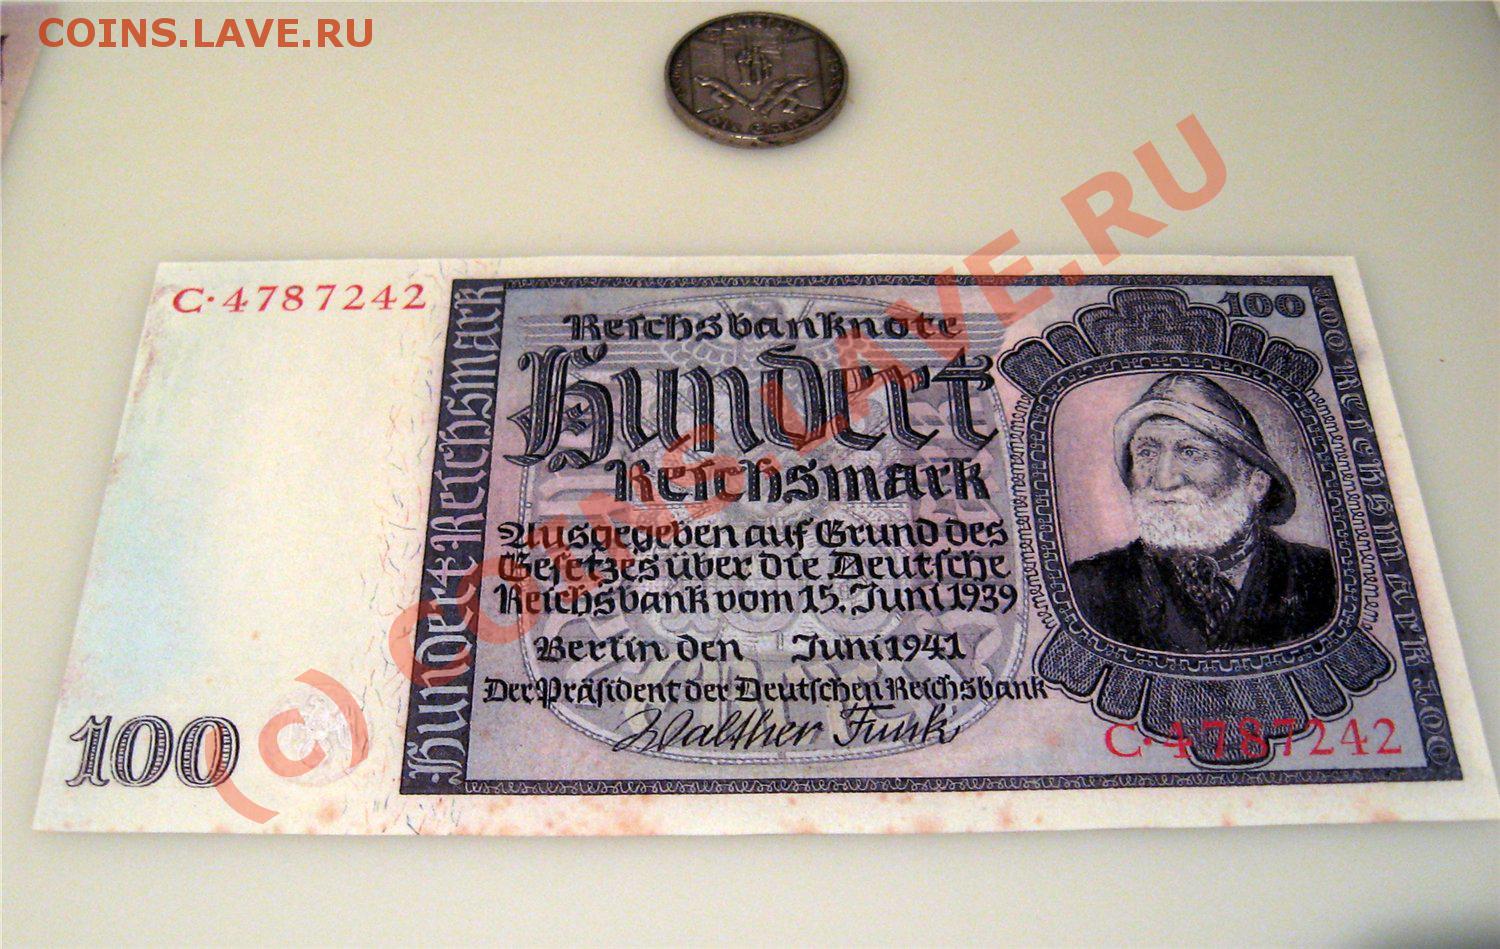 COINS.LAVE.RU
C·4787242
Hundert Reichsmark
Reichsbanknote
100
Hundert
Reichsmark
Ausgegeben auf Grund des
Gesetzes über die Deutsche
Reichsbank vom 15. Juni 1939
Berlin den Juni 1941
Der Präsident der Deutschen Reichsbank
Walther Funk
100 Reichsmark 100
C·4787242
100
(c) COINS.LAVE.RU